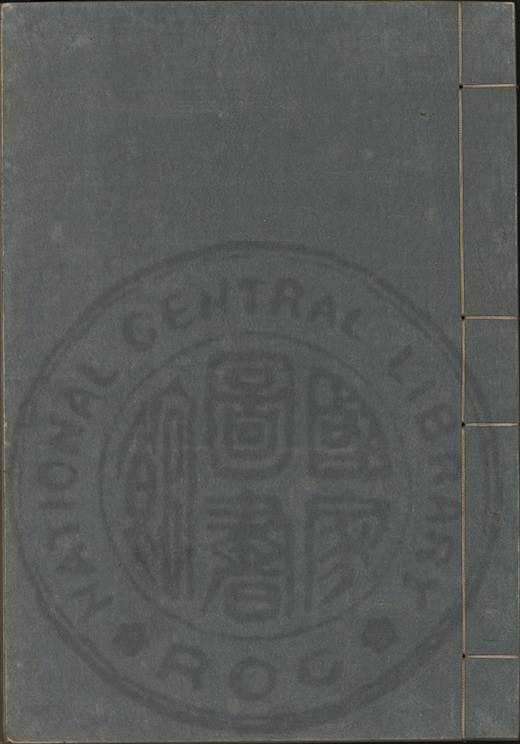 NATIONAL CENTRAL LIBRARY
國家
圖書
館
ROC